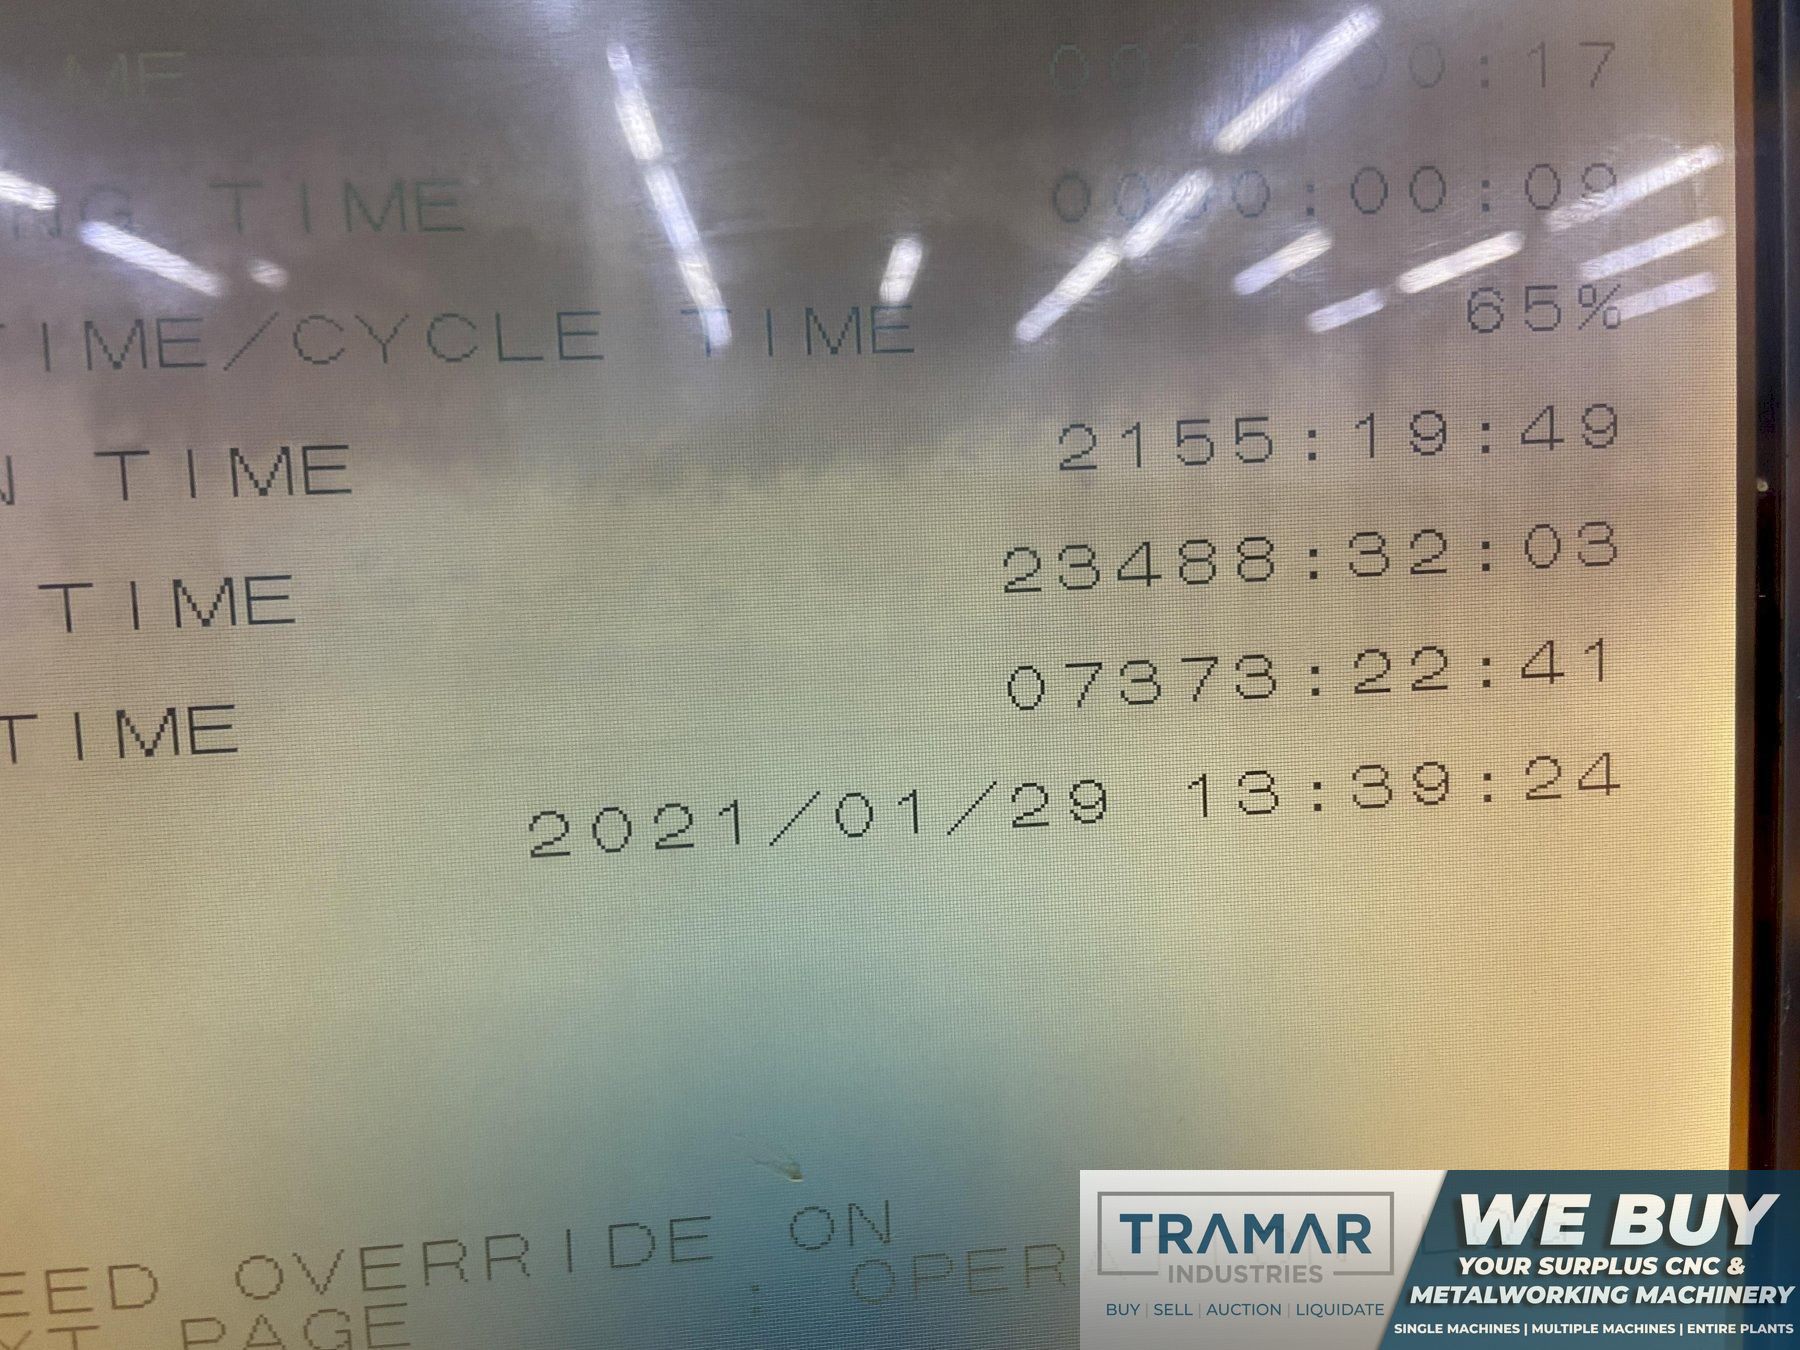 TIME 00:17
TIME 0000:00:09
TIME/CYCLE TIME 65%
TIME 2155:19:49
TIME 23488:32:03
TIME 07373:22:41
2021/01/29 13:39:24
OVERRIDE ON
PAGE :
TRAMAR
INDUSTRIES
BUY | SELL | AUCTION | LIQUIDATE
WE BUY
YOUR SURPLUS CNC &
METALWORKING MACHINERY
SINGLE MACHINES | MULTIPLE MACHINES | ENTIRE PLANTS